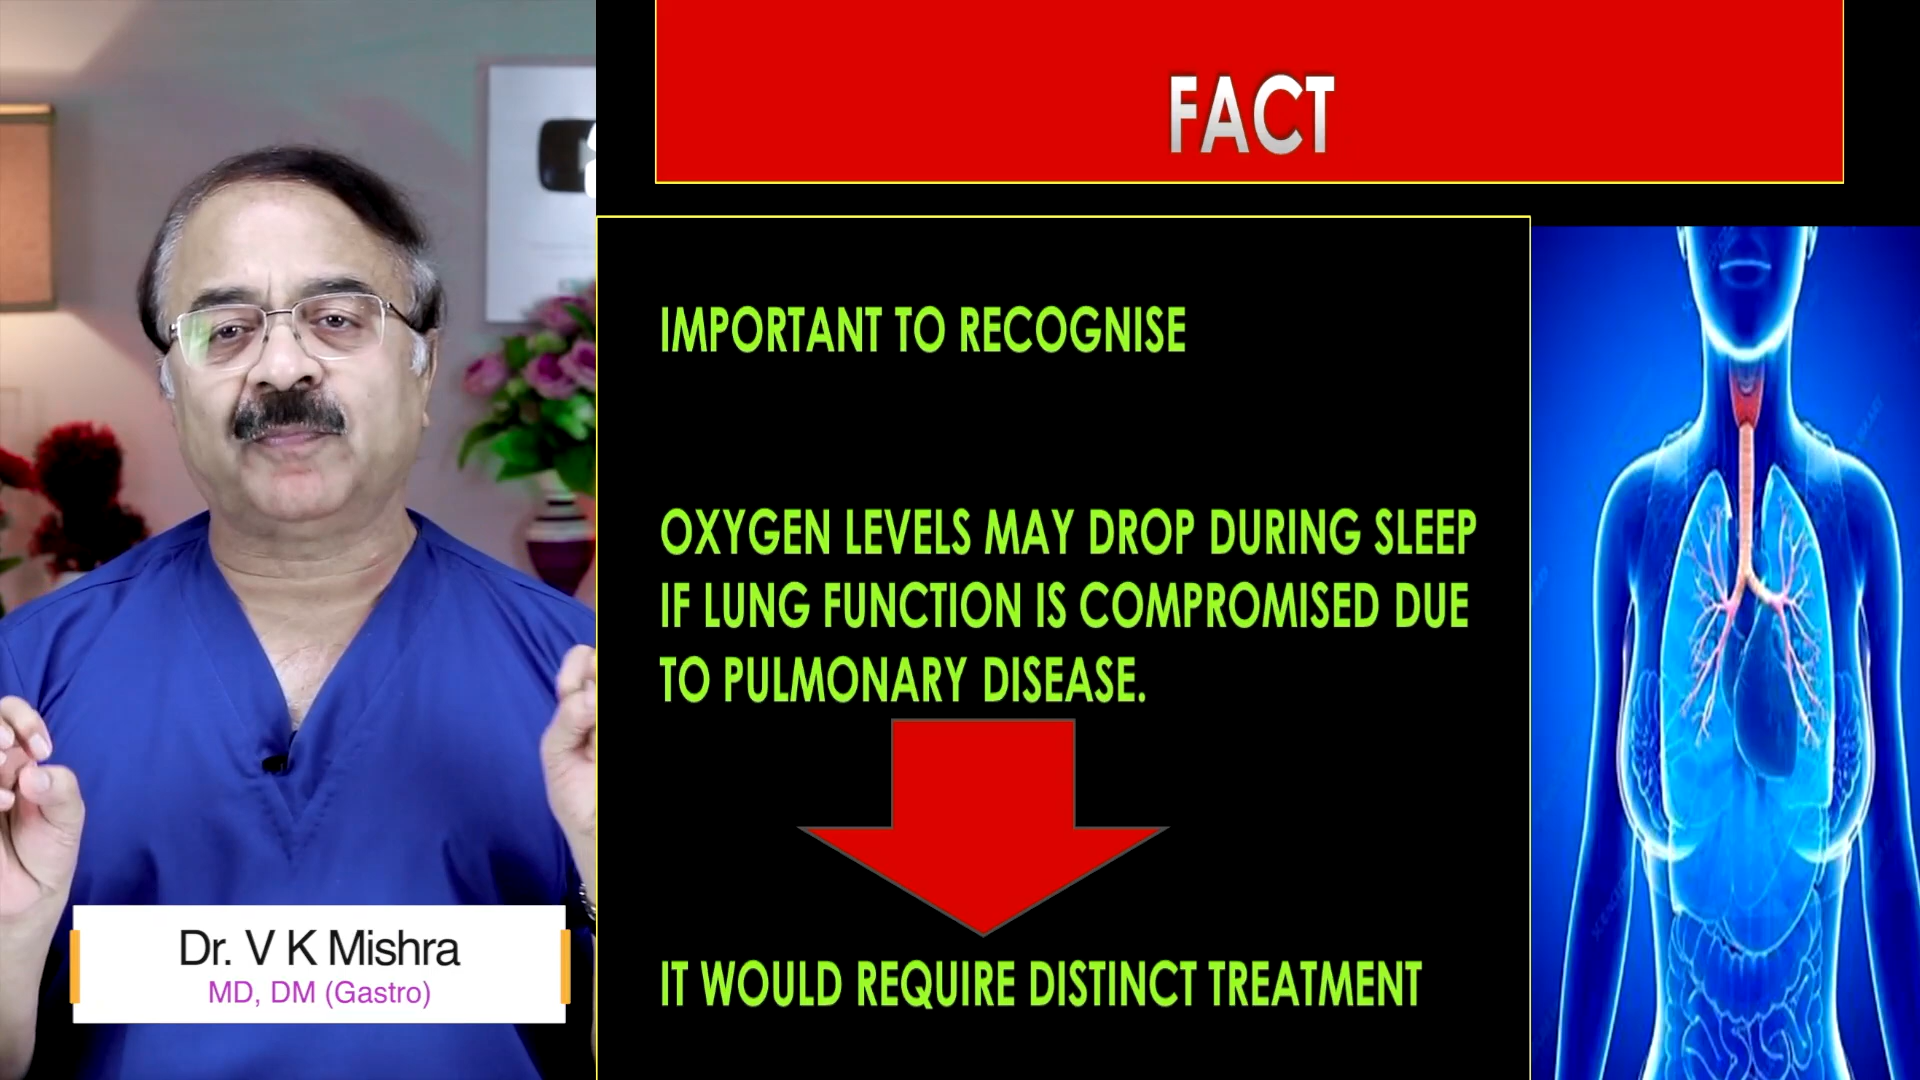 FACT
IMPORTANT TO RECOGNISE
OXYGEN LEVELS MAY DROP DURING SLEEP
IF LUNG FUNCTION IS COMPROMISED DUE
TO PULMONARY DISEASE.
IT WOULD REQUIRE DISTINCT TREATMENT
Dr. V K Mishra
MD, DM (Gastro)